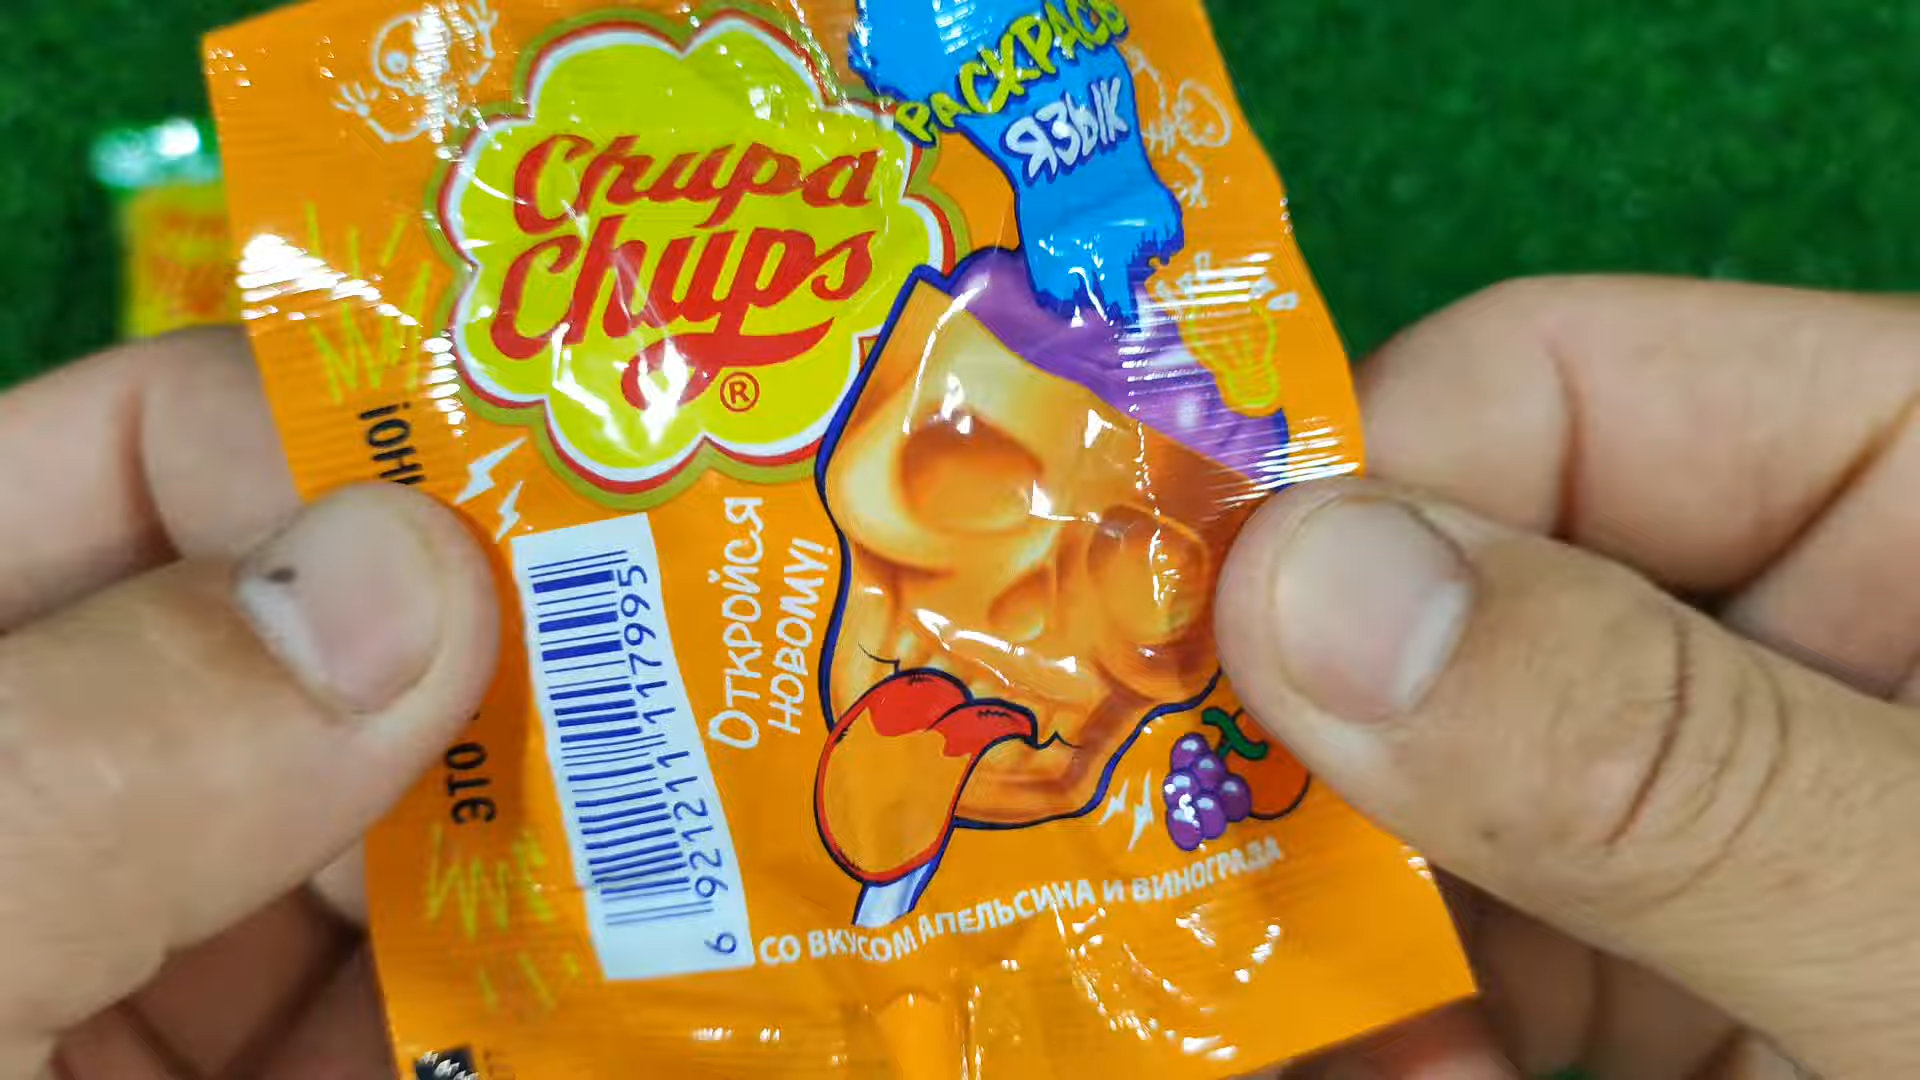 Chupa
Chups
®
РАСКРАСЬ
ЯЗЫК
ОТКРОЙСЯ
НОВОМУ!
ЭТО
6 921211 117995
СО ВКУСОМ АПЕЛЬСИНА И ВИНОГРАДА